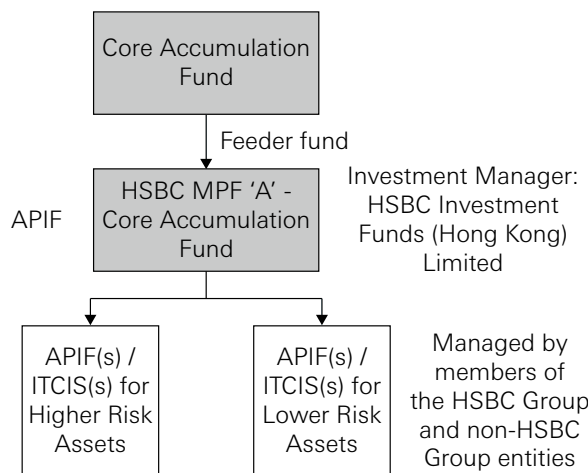 Core Accumulation
Fund
Feeder fund
APIF
HSBC MPF 'A' -
Core Accumulation
Fund
Investment Manager:
HSBC Investment
Funds (Hong Kong)
Limited
APIF(s) /
ITCIS(s) for
Higher Risk
Assets
APIF(s) /
ITCIS(s) for
Lower Risk
Assets
Managed by
members of
the HSBC Group
and non-HSBC
Group entities